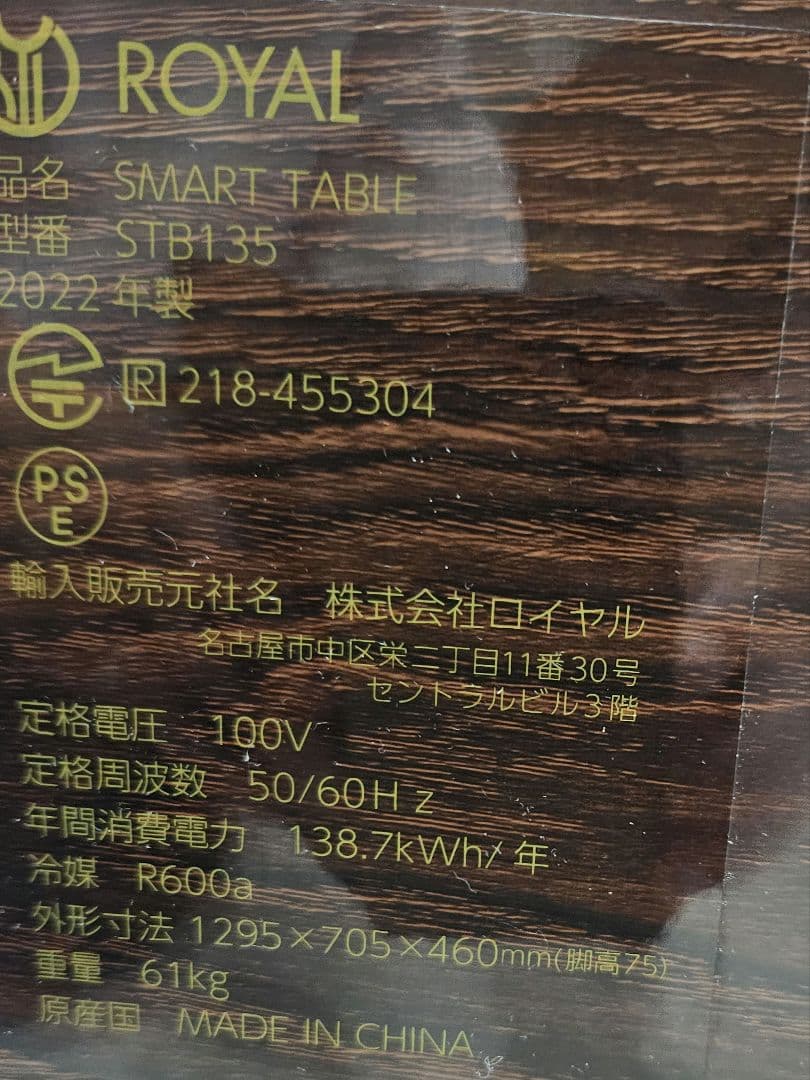 ROYAL
品名 SMART TABLE
型番 STB135
2022年製
R 218-455304
PS
E
輸入販売元社名 株式会社ロイヤル
名古屋市中区栄二丁目11番30号
セントラルビル3階
定格電圧 100V
定格周波数 50/60Hz
年間消費電力 138.7kWh/年
冷媒 R600a
外形寸法 1295×705×460mm(脚高75)
重量 61kg
原産国 MADE IN CHINA